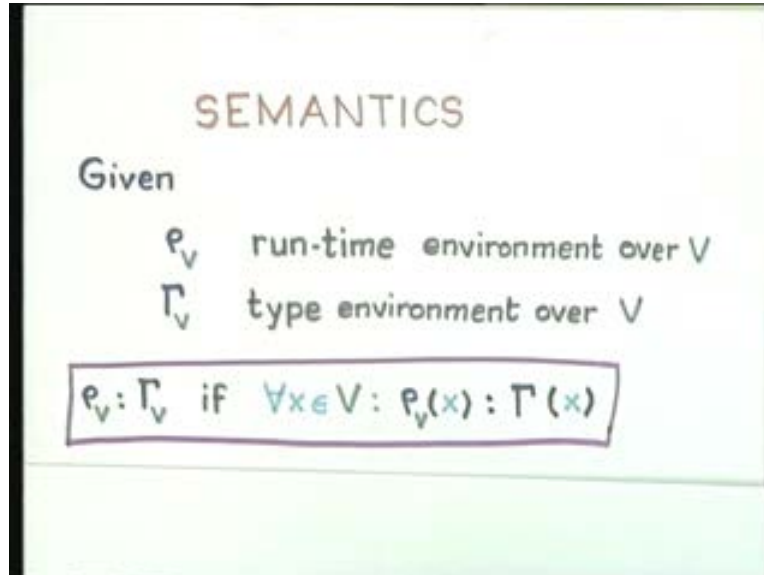 SEMANTICS
Given
ρ_V run-time environment over V
Γ_V type environment over V
ρ_V : Γ_V if ∀x ∈ V : ρ_V(x) : Γ(x)